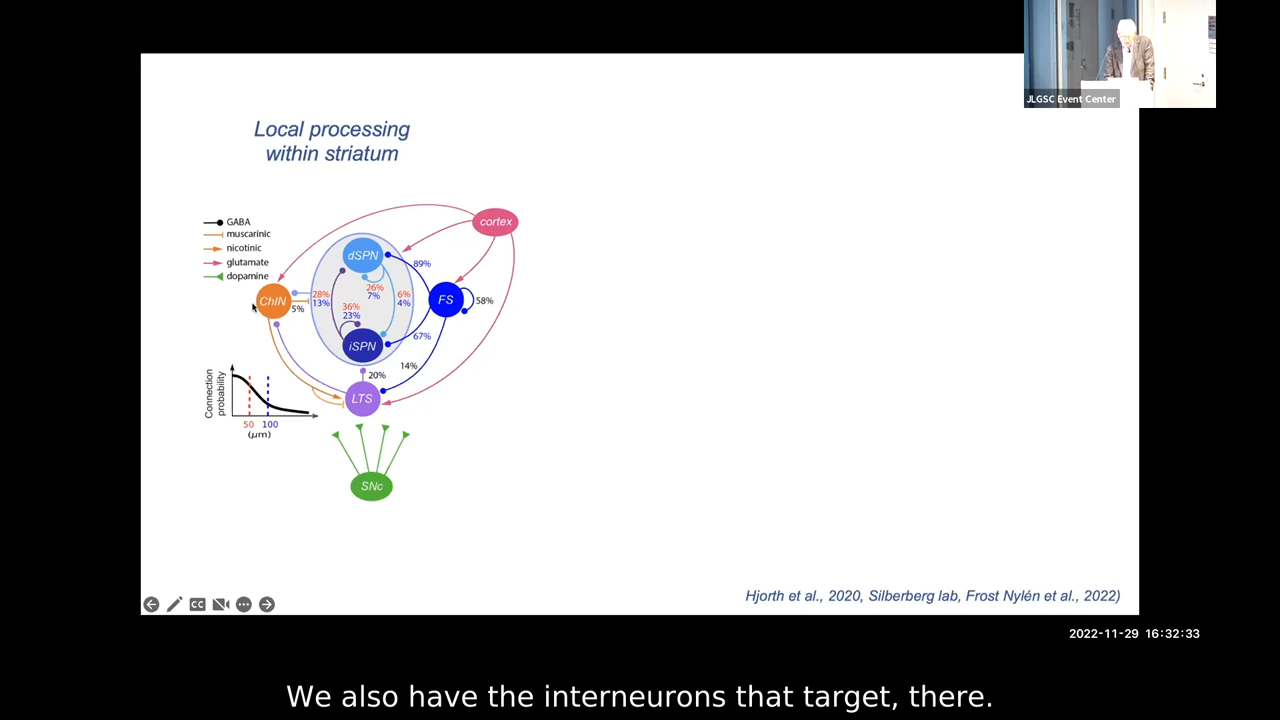 JLGSC Event Center
Local processing
within striatum
GABA
muscarinic
nicotinic
glutamate
dopamine
cortex
dSPN
89%
26%
7%
ChIN
5%
28%
13%
6%
4%
FS
58%
36%
23%
iSPN
67%
14%
20%
LTS
Connection
probability
50 100
(µm)
SNc
CC
Hjorth et al., 2020, Silberberg lab, Frost Nylén et al., 2022)
2022-11-29 16:32:33
We also have the interneurons that target, there.